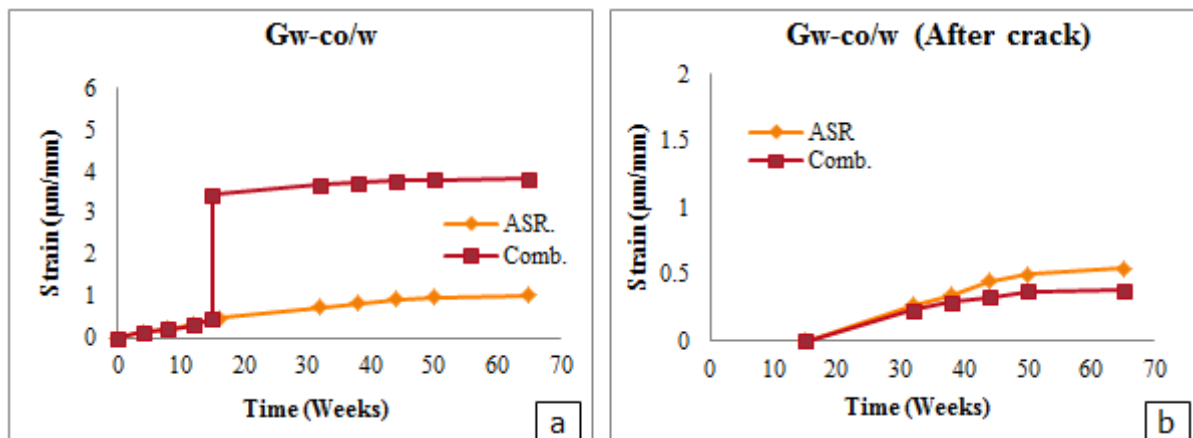 Gw-co/w
6
5
4
3
2
1
0
0 10 20 30 40 50 60 70
Strain (µm/mm)
Time (Weeks)
ASR.
Comb.
a
Gw-co/w (After crack)
2
1.5
1
0.5
0
0 10 20 30 40 50 60 70
Strain (µm/mm)
Time (Weeks)
ASR
Comb.
b